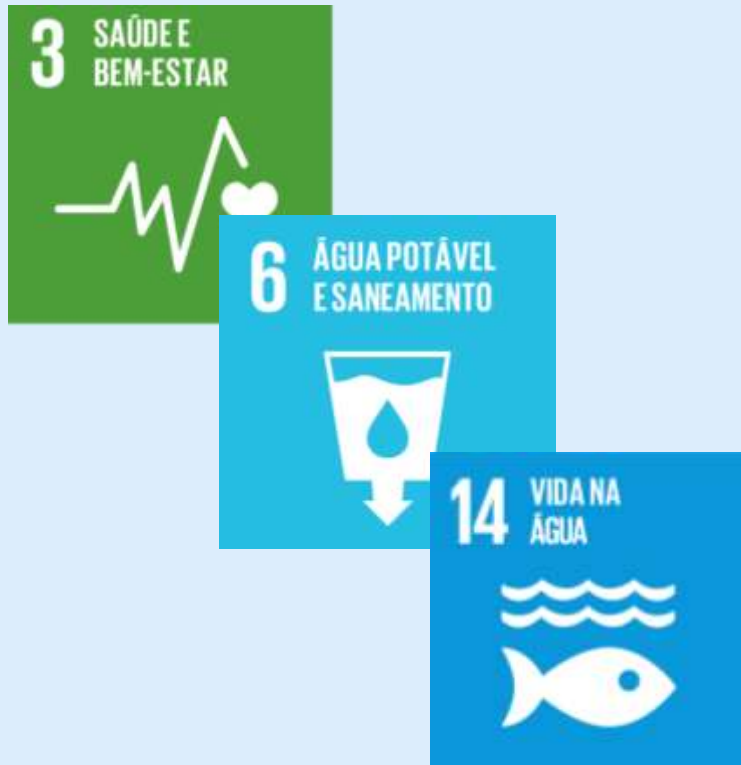 3 SAÚDE E
BEM-ESTAR
6 ÁGUA POTÁVEL
E SANEAMENTO
14 VIDA NA
ÁGUA